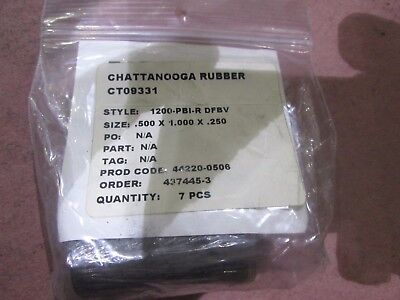 CHATTANOOGA RUBBER
CT09331
STYLE: 1200-PBI-R DFBV
SIZE: .500 X 1.000 X .250
PO: N/A
PART: N/A
TAG: N/A
PROD CODE: 44220-0506
ORDER: 437445-3
QUANTITY: 7 PCS